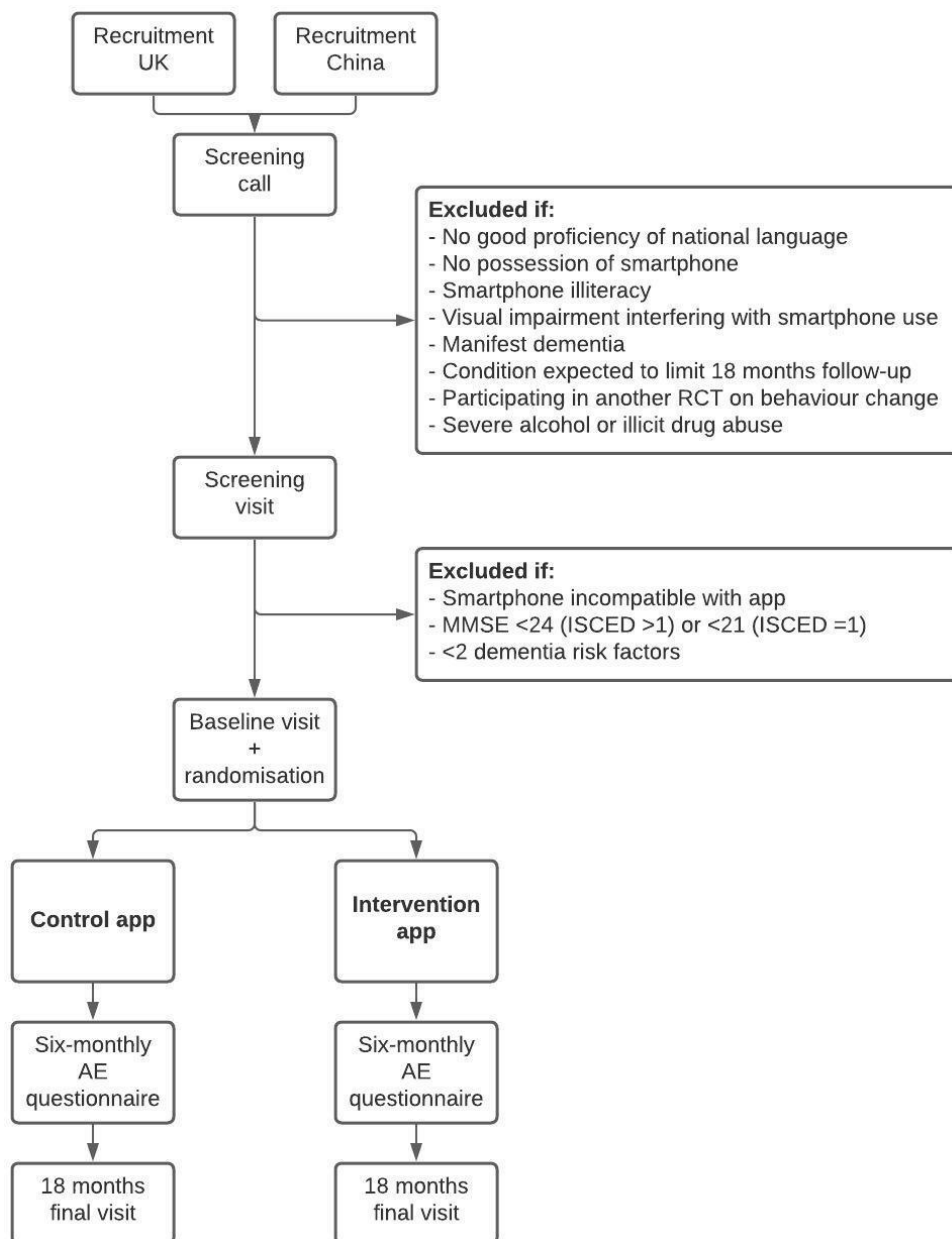 Recruitment
UK
Recruitment
China
Screening
call
Excluded if:
- No good proficiency of national language
- No possession of smartphone
- Smartphone illiteracy
- Visual impairment interfering with smartphone use
- Manifest dementia
- Condition expected to limit 18 months follow-up
- Participating in another RCT on behaviour change
- Severe alcohol or illicit drug abuse
Screening
visit
Excluded if:
- Smartphone incompatible with app
- MMSE <24 (ISCED >1) or <21 (ISCED =1)
- <2 dementia risk factors
Baseline visit
+
randomisation
Control app
Intervention
app
Six-monthly
AE
questionnaire
Six-monthly
AE
questionnaire
18 months
final visit
18 months
final visit